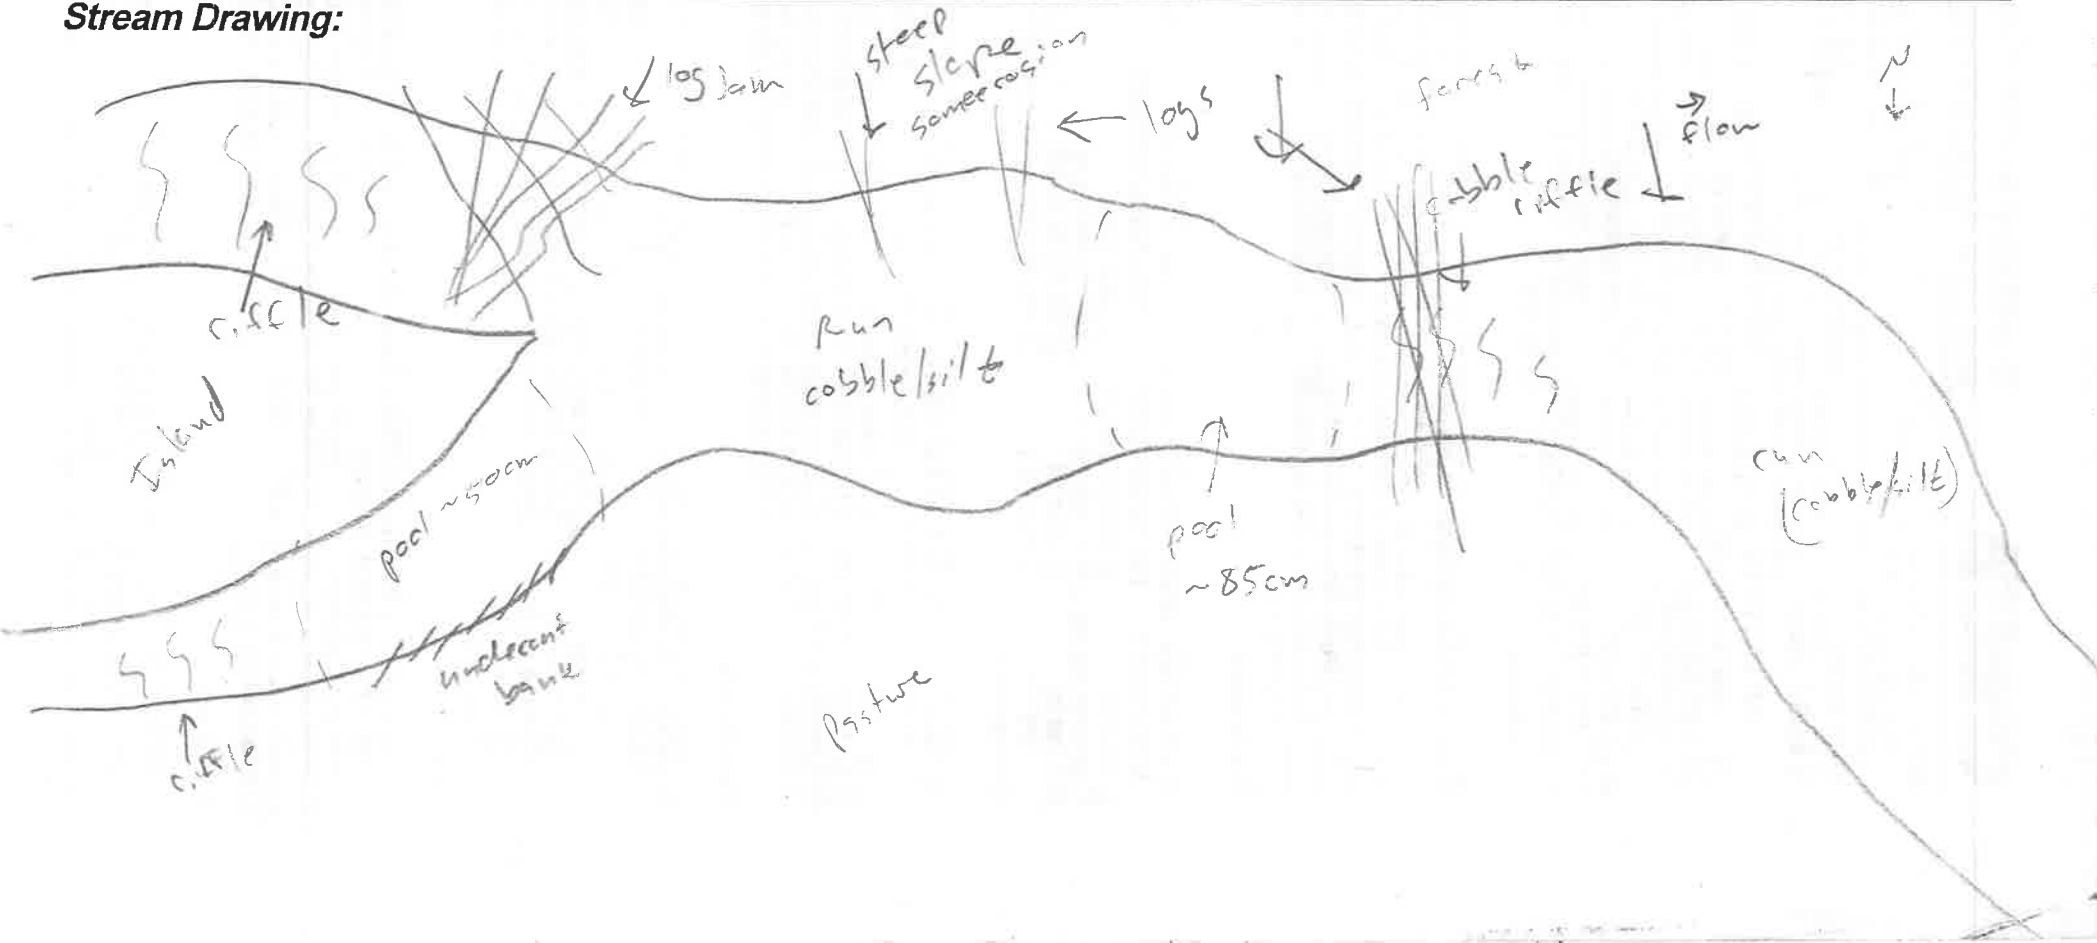 Stream Drawing:
log Jam
steep
slope
some erosion
← logs
forest
N
flow
cobble
riffle
riffle
Run
cobble/silt
Island
pool ~50cm
run
(cobble/silt)
pool
~85cm
undercut
bank
Pasture
riffle